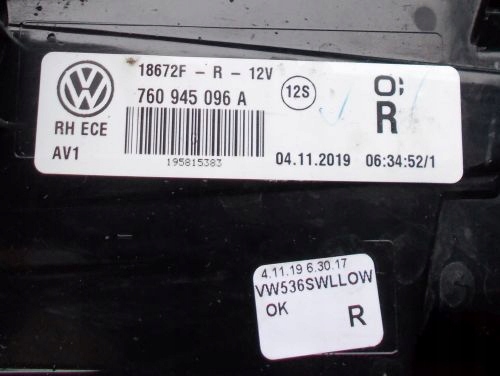 18672F - R - 12V
760 945 096 A
12S
RH ECE
AV1
195815383
R
04.11.2019 06:34:52/1
4.11.19 6.30.17
VW536SWLLOW
OK R